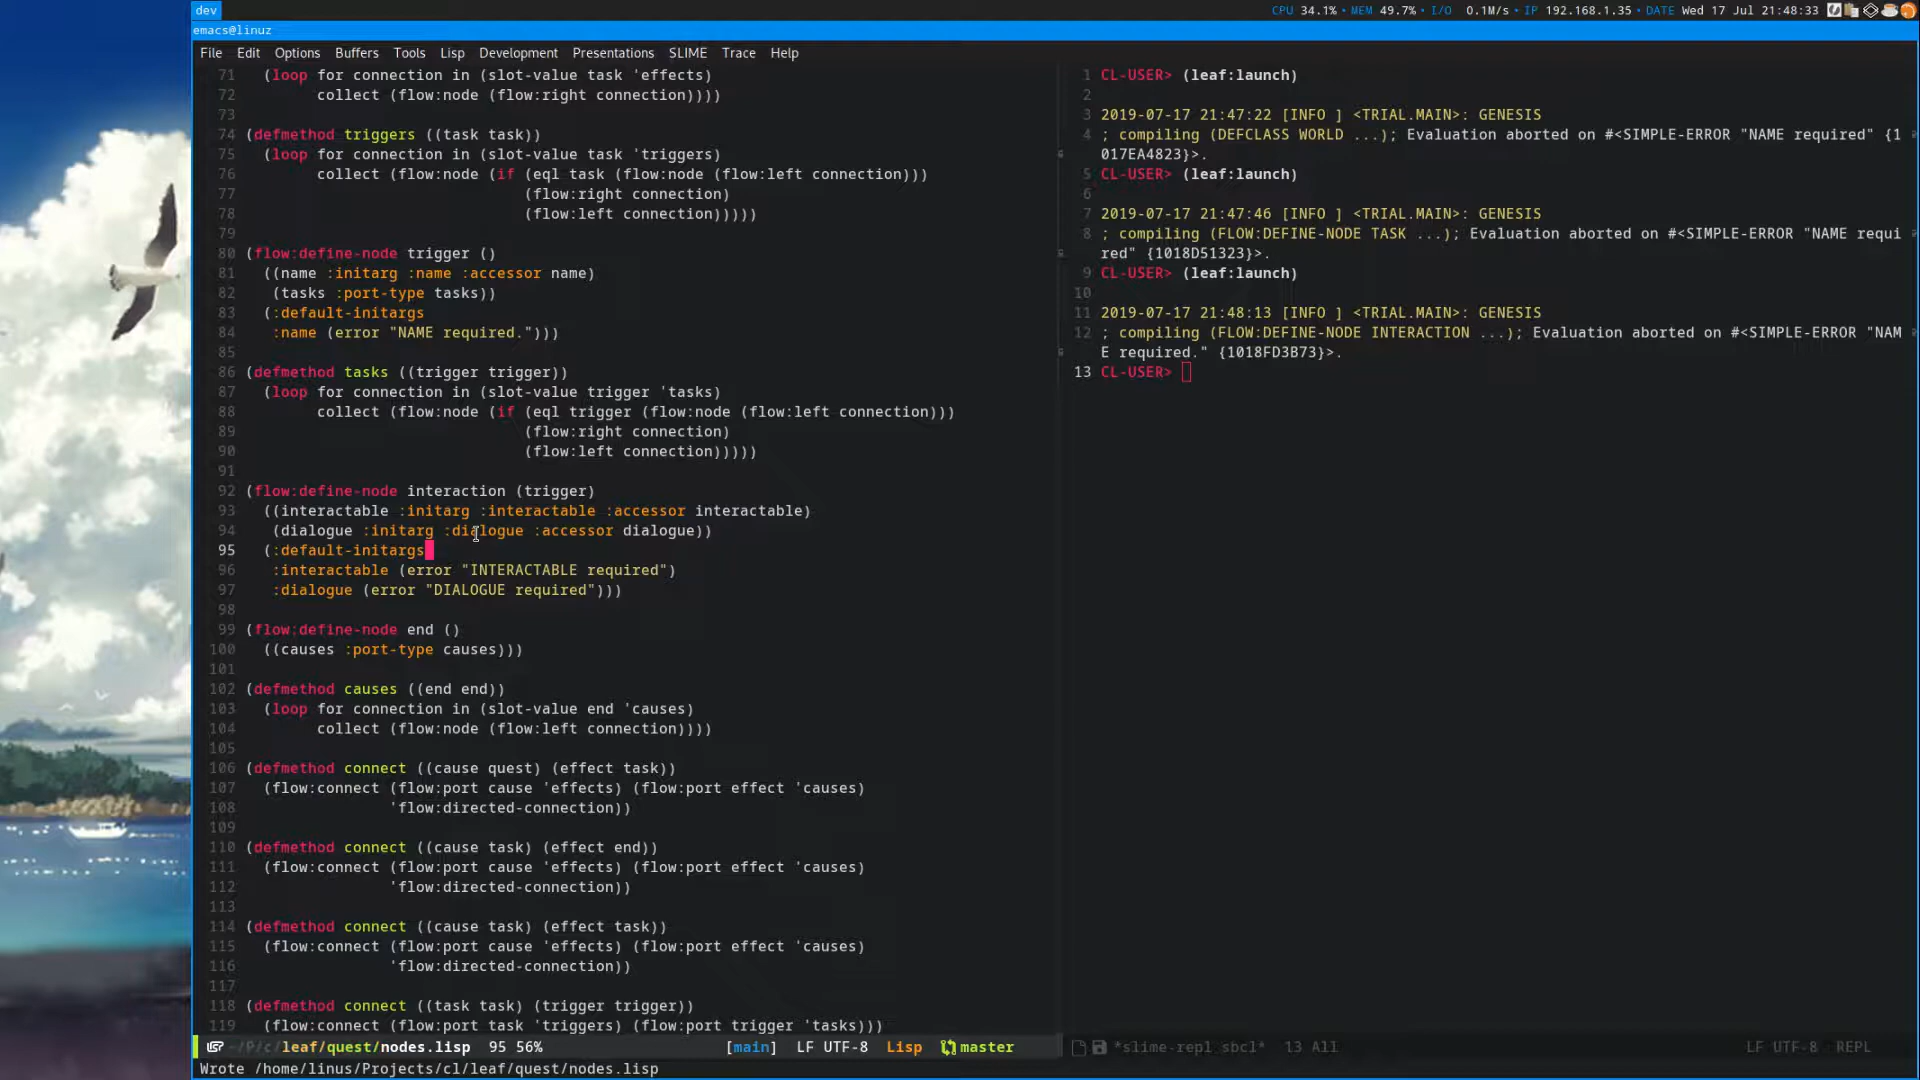 dev
CPU 34.1% • MEM 49.7% • I/O 0.1M/s • IP 192.168.1.35 • DATE Wed 17 Jul 21:48:33
emacs@linuz
File Edit Options Buffers Tools Lisp Development Presentations SLIME Trace Help
71 (loop for connection in (slot-value task 'effects)
72 collect (flow:node (flow:right connection))))
73
74 (defmethod triggers ((task task))
75 (loop for connection in (slot-value task 'triggers)
76 collect (flow:node (if (eql task (flow:node (flow:left connection)))
77 (flow:right connection)
78 (flow:left connection)))))
79
80 (flow:define-node trigger ()
81 ((name :initarg :name :accessor name)
82 (tasks :port-type tasks))
83 (:default-initargs
84 :name (error "NAME required.")))
85
86 (defmethod tasks ((trigger trigger))
87 (loop for connection in (slot-value trigger 'tasks)
88 collect (flow:node (if (eql trigger (flow:node (flow:left connection)))
89 (flow:right connection)
90 (flow:left connection)))))
91
92 (flow:define-node interaction (trigger)
93 ((interactable :initarg :interactable :accessor interactable)
94 (dialogue :initarg :dialogue :accessor dialogue))
95 (:default-initargs
96 :interactable (error "INTERACTABLE required")
97 :dialogue (error "DIALOGUE required")))
98
99 (flow:define-node end ()
100 ((causes :port-type causes)))
101
102 (defmethod causes ((end end))
103 (loop for connection in (slot-value end 'causes)
104 collect (flow:node (flow:left connection))))
105
106 (defmethod connect ((cause quest) (effect task))
107 (flow:connect (flow:port cause 'effects) (flow:port effect 'causes)
108 'flow:directed-connection))
109
110 (defmethod connect ((cause task) (effect end))
111 (flow:connect (flow:port cause 'effects) (flow:port effect 'causes)
112 'flow:directed-connection))
113
114 (defmethod connect ((cause task) (effect task))
115 (flow:connect (flow:port cause 'effects) (flow:port effect 'causes)
116 'flow:directed-connection))
117
118 (defmethod connect ((task task) (trigger trigger))
119 (flow:connect (flow:port task 'triggers) (flow:port trigger 'tasks)))
~/P/c/leaf/quest/nodes.lisp 95 56% [main] LF UTF-8 Lisp master
1 CL-USER> (leaf:launch)
2
3 2019-07-17 21:47:22 [INFO ] <TRIAL.MAIN>: GENESIS
4 ; compiling (DEFCLASS WORLD ...); Evaluation aborted on #<SIMPLE-ERROR "NAME required" {1
017EA4823}>.
5 CL-USER> (leaf:launch)
6
7 2019-07-17 21:47:46 [INFO ] <TRIAL.MAIN>: GENESIS
8 ; compiling (FLOW:DEFINE-NODE TASK ...); Evaluation aborted on #<SIMPLE-ERROR "NAME requi
red" {1018D51323}>.
9 CL-USER> (leaf:launch)
10
11 2019-07-17 21:48:13 [INFO ] <TRIAL.MAIN>: GENESIS
12 ; compiling (FLOW:DEFINE-NODE INTERACTION ...); Evaluation aborted on #<SIMPLE-ERROR "NAM
E required." {1018FD3B73}>.
13 CL-USER>
*slime-repl sbcl* 13 All LF UTF-8 REPL
Wrote /home/linus/Projects/cl/leaf/quest/nodes.lisp